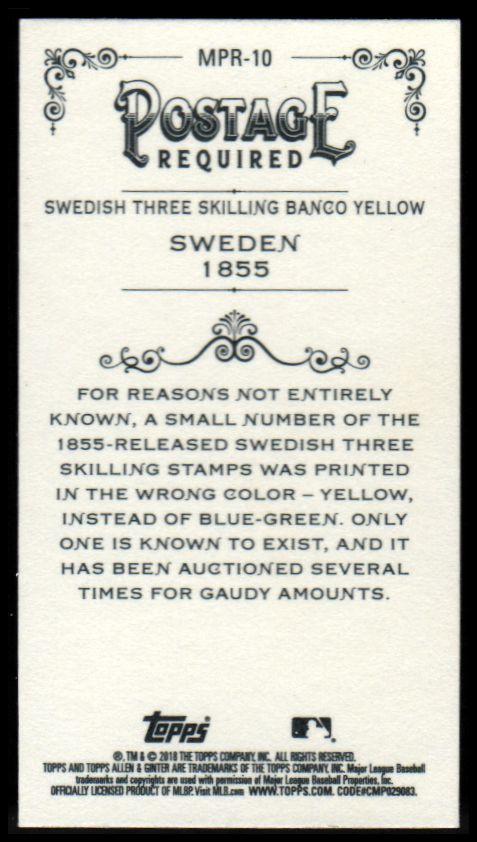 MPR-10
POSTAGE
REQUIRED
SWEDISH THREE SKILLING BANCO YELLOW
SWEDEN
1855
FOR REASONS NOT ENTIRELY
KNOWN, A SMALL NUMBER OF THE
1855-RELEASED SWEDISH THREE
SKILLING STAMPS WAS PRINTED
IN THE WRONG COLOR – YELLOW,
INSTEAD OF BLUE-GREEN. ONLY
ONE IS KNOWN TO EXIST, AND IT
HAS BEEN AUCTIONED SEVERAL
TIMES FOR GAUDY AMOUNTS.
topps®
®, TM & © 2018 THE TOPPS COMPANY, INC. ALL RIGHTS RESERVED.
TOPPS AND TOPPS ALLEN & GINTER ARE TRADEMARKS OF THE TOPPS COMPANY, INC. Major League Baseball
trademarks and copyrights are used with permission of Major League Baseball Properties, Inc.
OFFICIALLY LICENSED PRODUCT OF MLBP. Visit MLB.com WWW.TOPPS.COM. CODE#CMP029083.